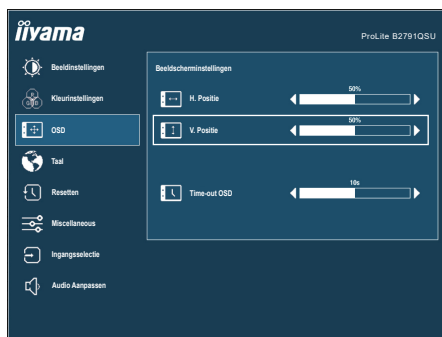 iiyama
ProLite B2791QSU
Beeldinstellingen
Kleurinstellingen
R
G B
OSD
Taal
Resetten
Miscellaneous
Ingangsselectie
Audio Aanpassen
Beeldscherminstellingen
H. Positie
50%
V. Positie
50%
Time-out OSD
10s